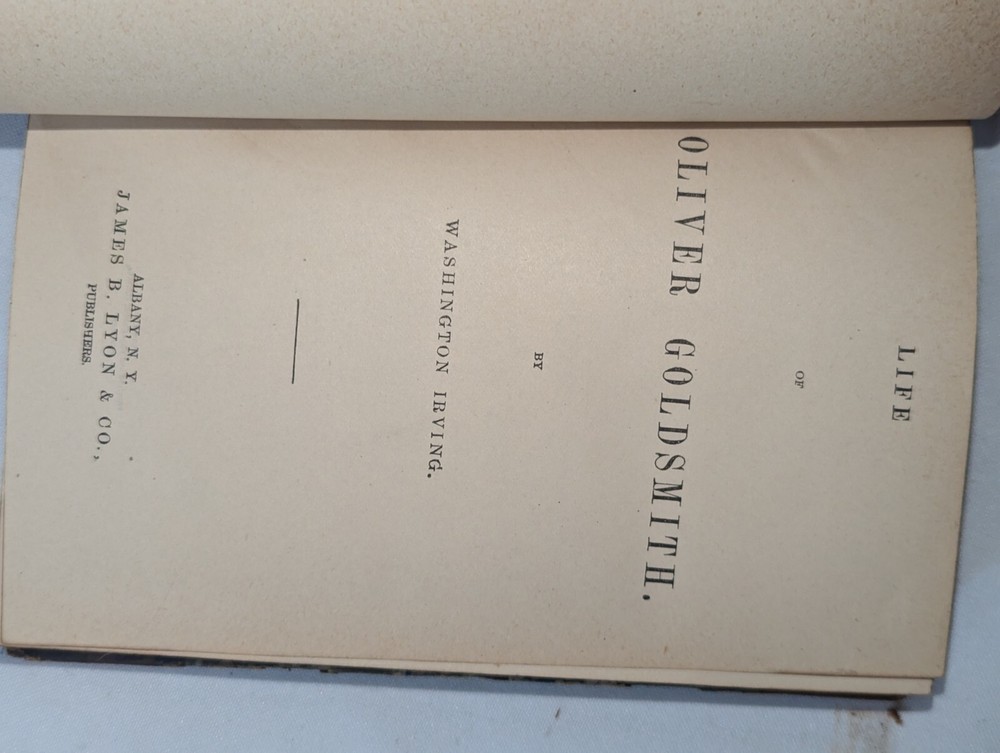 LIFE
OF
OLIVER GOLDSMITH.
BY
WASHINGTON IRVING.
ALBANY, N. Y.
JAMES B. LYON & CO.,
PUBLISHERS.